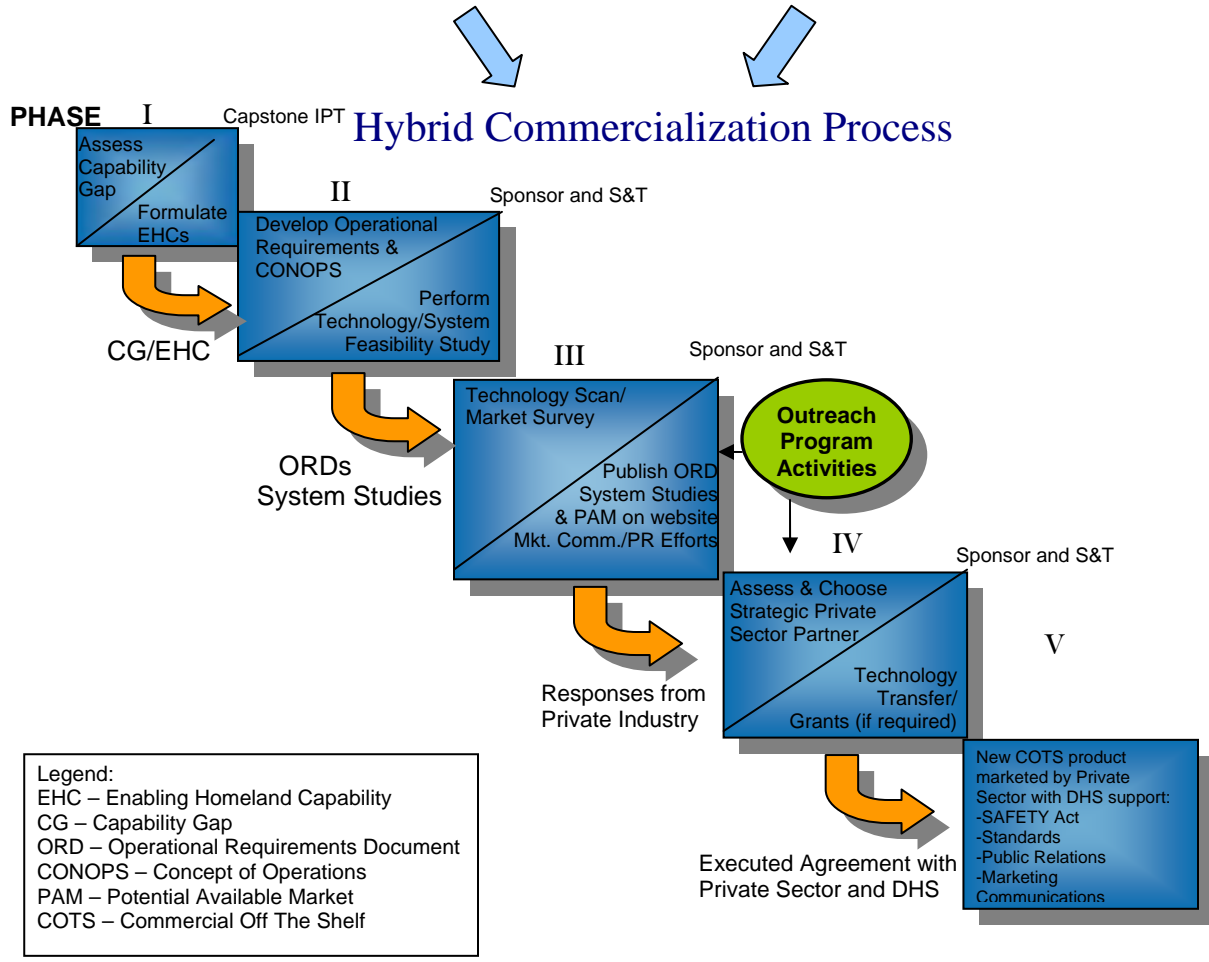 Hybrid Commercialization Process
PHASE
I
Capstone IPT
Assess
Capability
Gap
Formulate
EHCs
CG/EHC
II
Sponsor and S&T
Develop Operational
Requirements &
CONOPS
Perform
Technology/System
Feasibility Study
ORDs
System Studies
III
Sponsor and S&T
Technology Scan/
Market Survey
Publish ORD
System Studies
& PAM on website
Mkt. Comm./PR Efforts
Outreach
Program
Activities
Responses from
Private Industry
IV
Sponsor and S&T
Assess & Choose
Strategic Private
Sector Partner
Technology
Transfer/
Grants (if required)
Executed Agreement with
Private Sector and DHS
V
New COTS product
marketed by Private
Sector with DHS support:
-SAFETY Act
-Standards
-Public Relations
-Marketing
Communications
Legend:
EHC – Enabling Homeland Capability
CG – Capability Gap
ORD – Operational Requirements Document
CONOPS – Concept of Operations
PAM – Potential Available Market
COTS – Commercial Off The Shelf